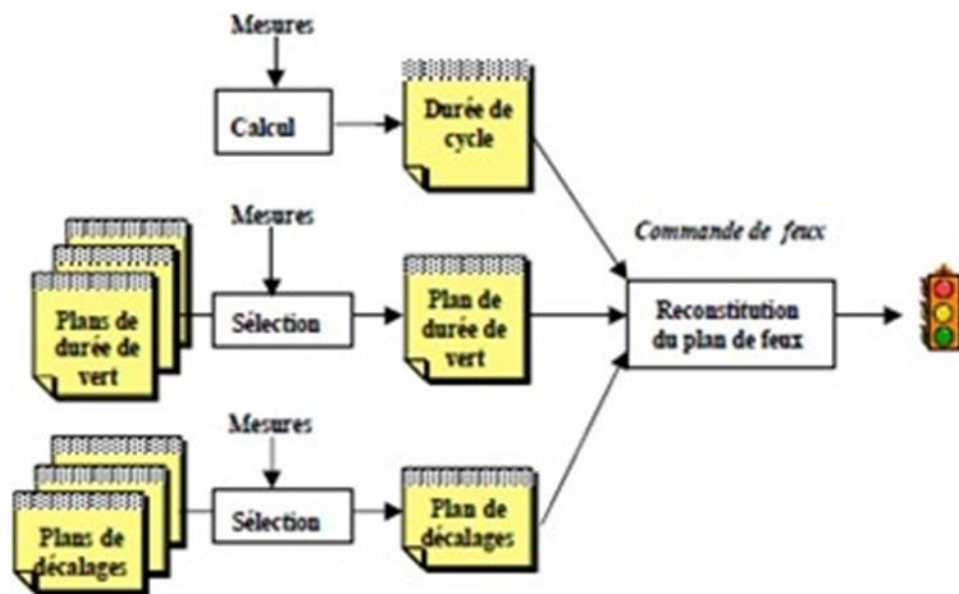 Mesures
Calcul
Durée de
cycle
Mesures
Commande de feux
Plans de
durée de
vert
Sélection
Plan de
durée de
vert
Reconstitution
du plan de feux
Mesures
Plans de
décalages
Sélection
Plan de
décalages